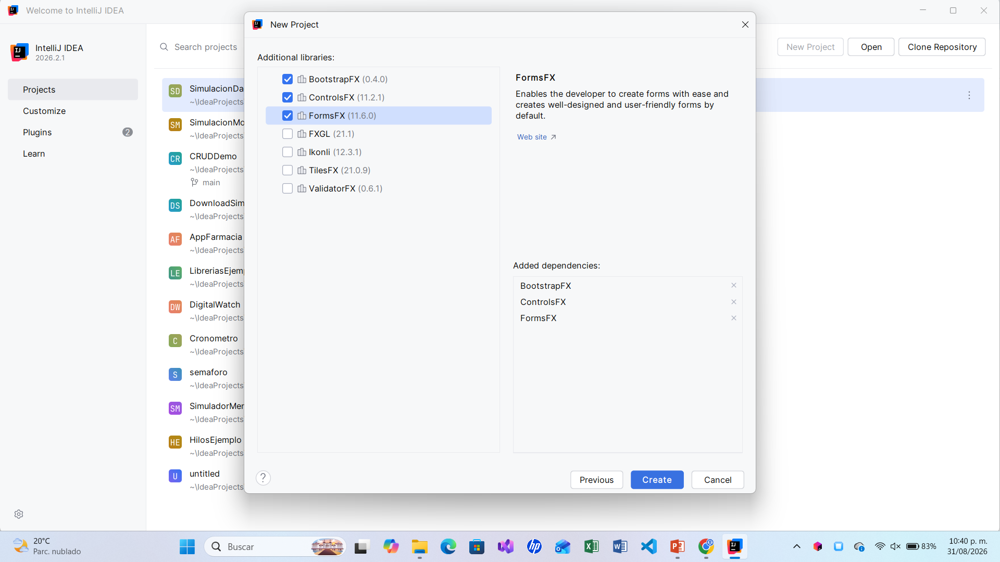 Welcome to IntelliJ IDEA
IntelliJ IDEA
2026.2.1
Projects
Customize
Plugins
2
Learn
Search projects
New Project
Open
Clone Repository
SD
SimulacionDa
~\IdeaProjects
SM
SimulacionMo
~\IdeaProjects
CR
CRUDDemo
~\IdeaProjects
main
DS
DownloadSim
~\IdeaProjects
AF
AppFarmacia
~\IdeaProjects
LE
LibreriasEjemp
~\IdeaProjects
DW
DigitalWatch
~\IdeaProjects
C
Cronometro
~\IdeaProjects
S
semaforo
~\IdeaProjects
SM
SimuladorMer
~\IdeaProjects
HE
HilosEjemplo
~\IdeaProjects
U
untitled
~\IdeaProjects
New Project
Additional libraries:
BootstrapFX (0.4.0)
ControlsFX (11.2.1)
FormsFX (11.6.0)
FXGL (21.1)
Ikonli (12.3.1)
TilesFX (21.0.9)
ValidatorFX (0.6.1)
FormsFX
Enables the developer to create forms with ease and
creates well-designed and user-friendly forms by
default.
Web site ↗
Added dependencies:
BootstrapFX
ControlsFX
FormsFX
?
Previous
Create
Cancel
20°C
Parc. nublado
Buscar
83%
10:40 p. m.
31/08/2026